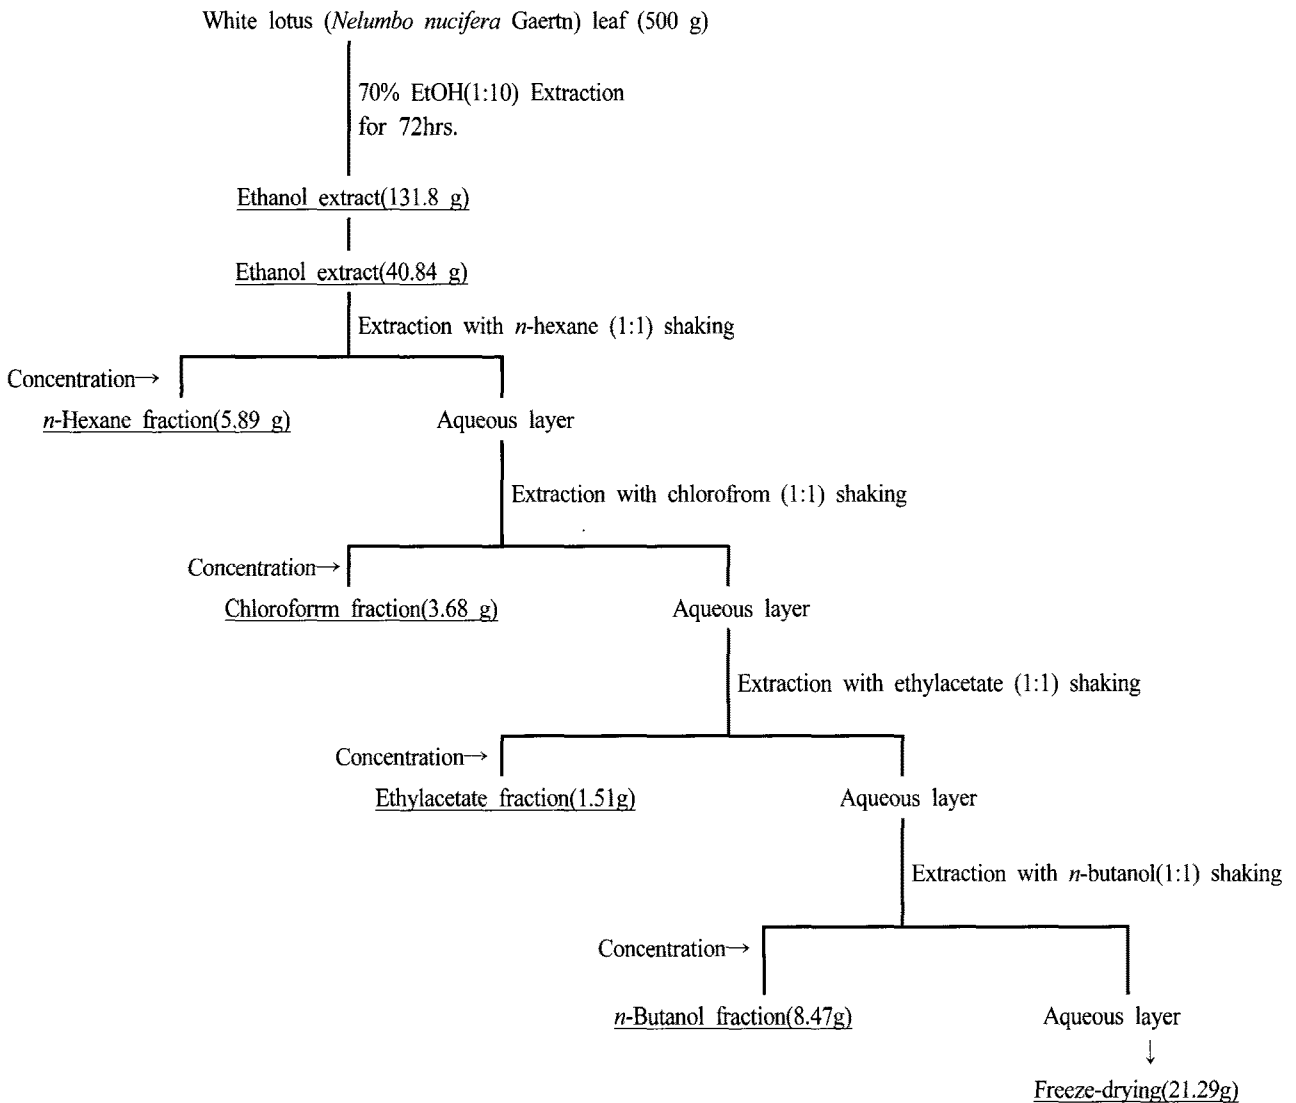 White lotus (Nelumbo nucifera Gaertn) leaf (500 g)
70% EtOH(1:10) Extraction
for 72hrs.
Ethanol extract(131.8 g)
Ethanol extract(40.84 g)
Extraction with n-hexane (1:1) shaking
Concentration→
n-Hexane fraction(5.89 g)
Aqueous layer
Extraction with chlorofrom (1:1) shaking
Concentration→
Chloroforrm fraction(3.68 g)
Aqueous layer
Extraction with ethylacetate (1:1) shaking
Concentration→
Ethylacetate fraction(1.51g)
Aqueous layer
Extraction with n-butanol(1:1) shaking
Concentration→
n-Butanol fraction(8.47g)
Aqueous layer
↓
Freeze-drying(21.29g)